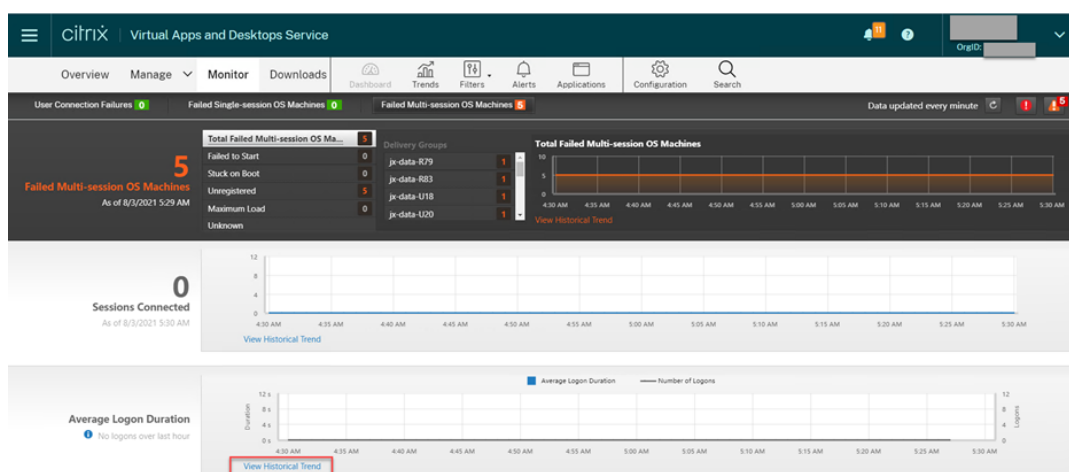 citrix | Virtual Apps and Desktops Service 11 ? OrgID:
Overview Manage Monitor Downloads Dashboard Trends Filters Alerts Applications Configuration Search
User Connection Failures 0 Failed Single-session OS Machines 0 Failed Multi-session OS Machines 5 Data updated every minute 5
5
Failed Multi-session OS Machines
As of 8/3/2021 5:29 AM
Total Failed Multi-session OS Ma... 5
Failed to Start 0
Stuck on Boot 0
Unregistered 5
Maximum Load 0
Unknown
Delivery Groups
jx-data-R79 1
jx-data-R83 1
jx-data-U18 1
jx-data-U20 1
Total Failed Multi-session OS Machines
10
5
0
4:30 AM 4:35 AM 4:40 AM 4:45 AM 4:50 AM 4:55 AM 5:00 AM 5:05 AM 5:10 AM 5:15 AM 5:20 AM 5:25 AM 5:30 AM
View Historical Trend
0
Sessions Connected
As of 8/3/2021 5:30 AM
12
8
4
0
4:30 AM 4:35 AM 4:40 AM 4:45 AM 4:50 AM 4:55 AM 5:00 AM 5:05 AM 5:10 AM 5:15 AM 5:20 AM 5:25 AM 5:30 AM
View Historical Trend
Average Logon Duration
No logons over last hour
Average Logon Duration Number of Logons
Duration
12 s
8 s
4 s
0 s
12
8
4
0
Logons
4:30 AM 4:35 AM 4:40 AM 4:45 AM 4:50 AM 4:55 AM 5:00 AM 5:05 AM 5:10 AM 5:15 AM 5:20 AM 5:25 AM 5:30 AM
View Historical Trend